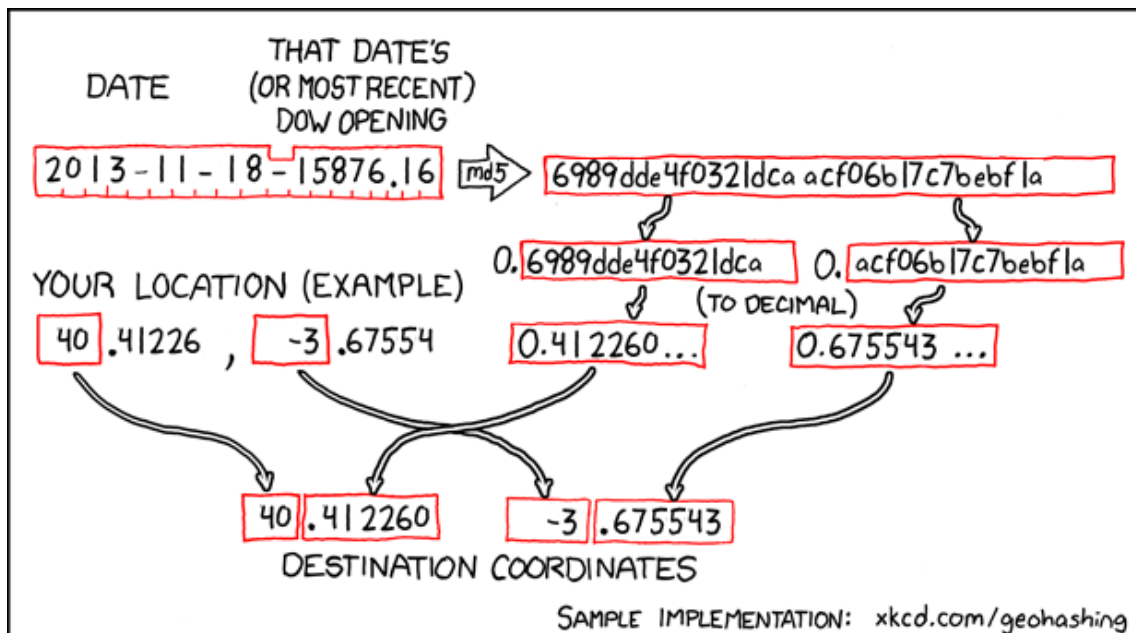 DATE
THAT DATE'S
(OR MOST RECENT)
DOW OPENING
2013-11-18-15876.16
md5
6989dde4f0321dca acf06b17c7bebf1a
0.6989dde4f0321dca
0.acf06b17c7bebf1a
YOUR LOCATION (EXAMPLE)
(TO DECIMAL)
40.41226, -3.67554
0.412260...
0.675543 ...
40.412260
-3.675543
DESTINATION COORDINATES
SAMPLE IMPLEMENTATION: xkcd.com/geohashing